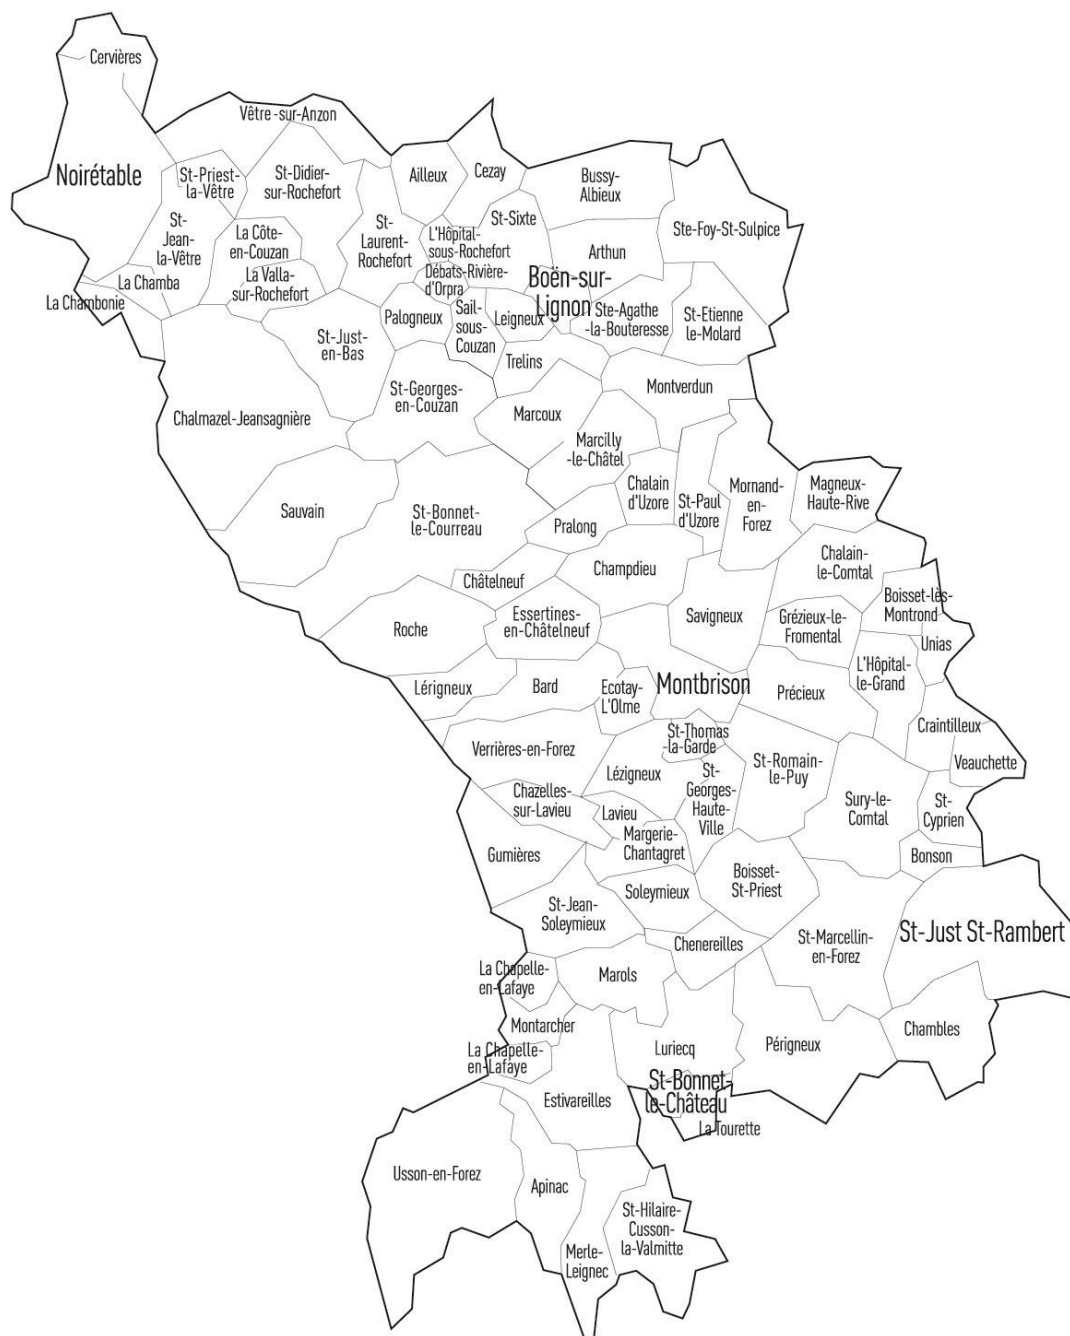 Cervières
Vêtre -sur-Anzon
Noirétable
St-Priest-
la-Vêtre
St-Didier-
sur-Rochefort
Ailleux
Cezay
Bussy-
Albieux
St-
Jean-
la-Vêtre
La Côte-
en-Couzan
St-
Laurent-
Rochefort
L'Hôpital-
sous-Rochefort
St-Sixte
Arthun
Ste-Foy-St-Sulpice
La Chamba
La Chambonie
La Valla-
sur-Rochefort
Débats-Rivière-
d'Orpra
Boën-sur-
Lignon
Palogneux
Sail-
sous-
Couzan
Leigneux
Ste-Agathe
-la-Bouteresse
St-Etienne
le-Molard
St-Just-
en-Bas
Trelins
St-Georges-
en-Couzan
Montverdun
Chalmazel-Jeansagnière
Marcoux
Marcilly
-le-Châtel
Sauvain
St-Bonnet-
le-Courreau
Chalain
d'Uzore
St-Paul
d'Uzore
Mornand-
en-
Forez
Magneux-
Haute-Rive
Pralong
Châtelneuf
Champdieu
Chalain-
le-Comtal
Roche
Essertines-
en-Châtelneuf
Savigneux
Grézieux-le-
Fromental
Boisset-lès-
Montrond
Unias
L'Hôpital-
le-Grand
Lérigneux
Bard
Ecotay-
L'Olme
Montbrison
Précieux
Craintilleux
Veauchette
Verrières-en-Forez
St-Thomas
-la-Garde
Lézigneux
St-
Georges-
Haute-
Ville
St-Romain-
le-Puy
Chazelles-
sur-Lavieu
Lavieu
Sury-le-
Comtal
St-
Cyprien
Gumières
Margerie-
Chantagret
Bonson
Boisset-
St-Priest
Soleymieux
St-Jean-
Soleymieux
Chenereilles
St-Marcellin-
en-Forez
St-Just St-Rambert
La Chapelle-
en-Lafaye
Marols
Montarcher
Luriecq
Périgneux
Chambles
La Chapelle-
en-Lafaye
St-Bonnet-
le-Château
Estivareilles
La Tourette
Usson-en-Forez
Apinac
St-Hilaire-
Cusson-
la-Valmitte
Merle-
Leignec